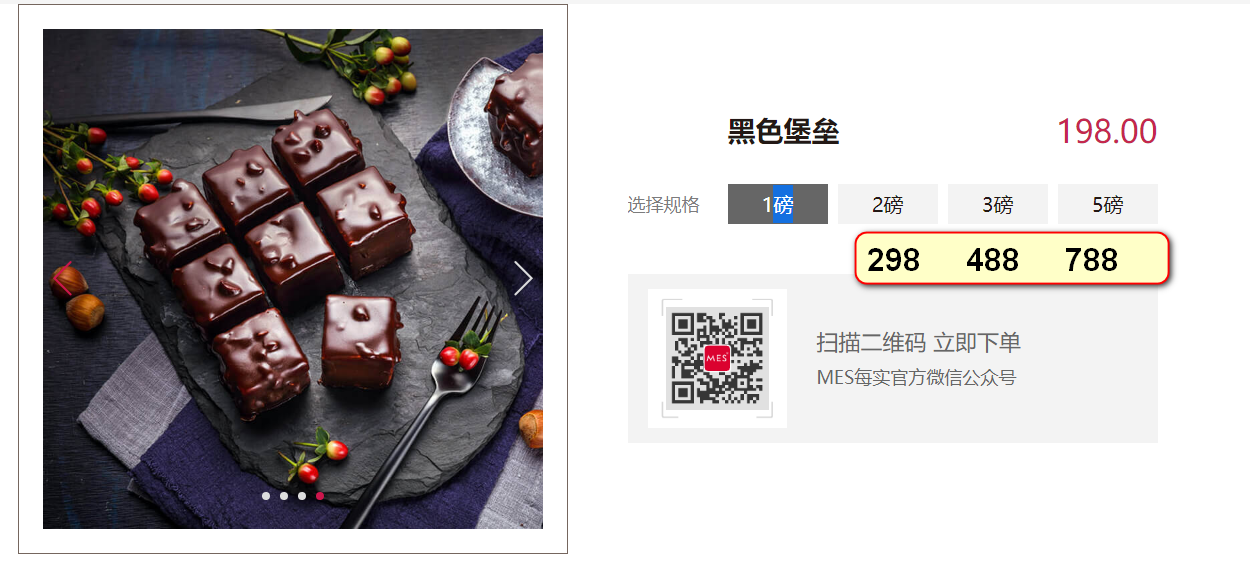 黑色堡垒 198.00
选择规格 1磅 2磅 3磅 5磅
298 488 788
MES
扫描二维码 立即下单
MES每实官方微信公众号